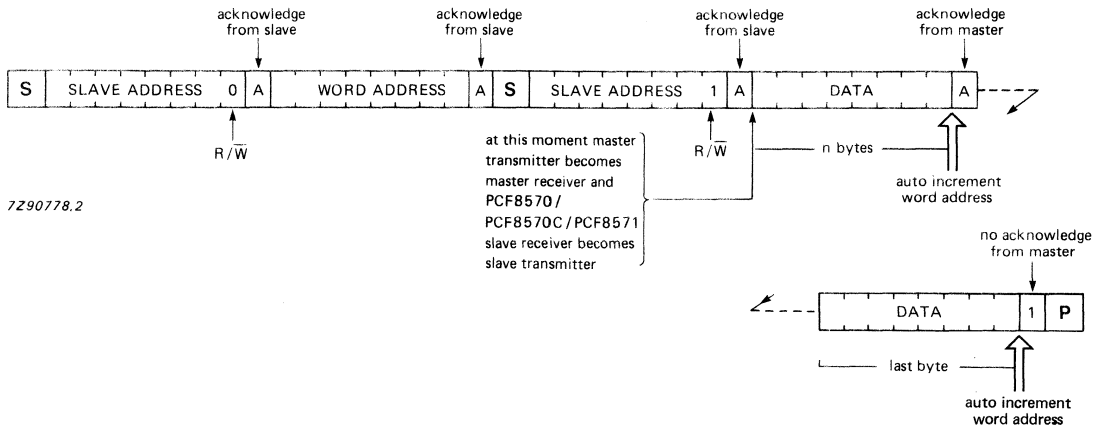 acknowledge
from slave
acknowledge
from slave
acknowledge
from slave
acknowledge
from master
S SLAVE ADDRESS 0 A WORD ADDRESS A S SLAVE ADDRESS 1 A DATA A
R/W̅
R/W̅
n bytes
auto increment
word address
at this moment master
transmitter becomes
master receiver and
PCF8570/
PCF8570C/PCF8571
slave receiver becomes
slave transmitter
7Z90778.2
no acknowledge
from master
DATA 1 P
last byte
auto increment
word address